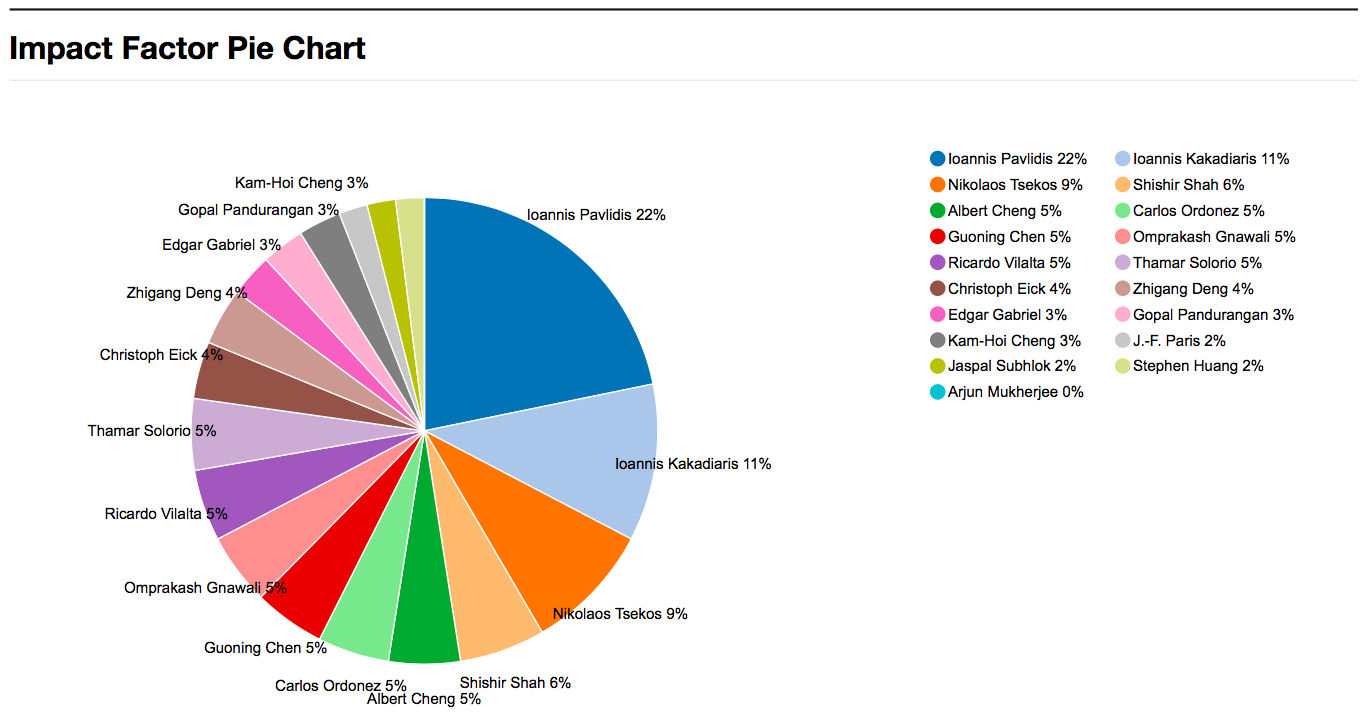 Impact Factor Pie Chart
Kam-Hoi Cheng 3%
Gopal Pandurangan 3%
Edgar Gabriel 3%
Zhigang Deng 4%
Christoph Eick 4%
Thamar Solorio 5%
Ricardo Vilalta 5%
Omprakash Gnawali 5%
Guoning Chen 5%
Carlos Ordonez 5%
Albert Cheng 5%
Shishir Shah 6%
Nikolaos Tsekos 9%
Ioannis Kakadiaris 11%
Ioannis Pavlidis 22%
Ioannis Pavlidis 22% Ioannis Kakadiaris 11%
Nikolaos Tsekos 9% Shishir Shah 6%
Albert Cheng 5% Carlos Ordonez 5%
Guoning Chen 5% Omprakash Gnawali 5%
Ricardo Vilalta 5% Thamar Solorio 5%
Christoph Eick 4% Zhigang Deng 4%
Edgar Gabriel 3% Gopal Pandurangan 3%
Kam-Hoi Cheng 3% J.-F. Paris 2%
Jaspal Subhlok 2% Stephen Huang 2%
Arjun Mukherjee 0%